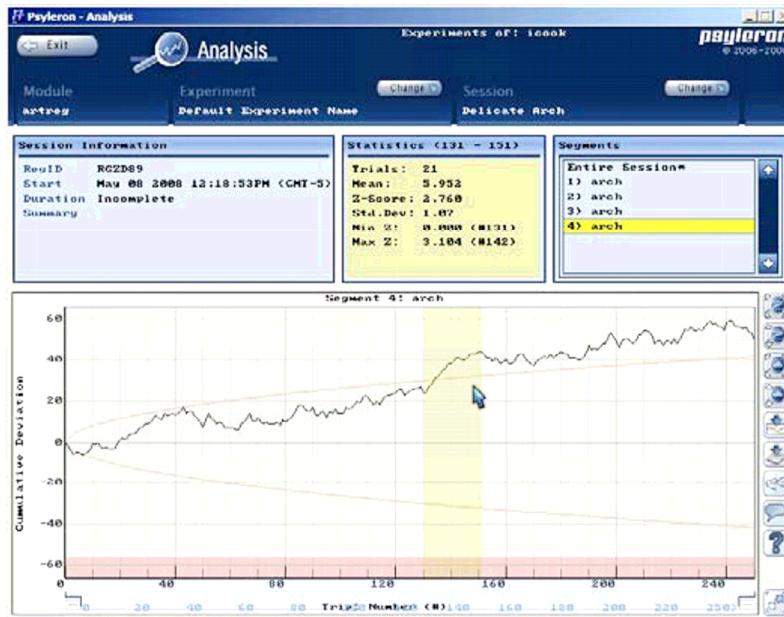 Psyleron - Analysis
Exit
Analysis
Experiments of: icook
psyleron
Module
Experiment
Change
Session
Change
artreg
Default Experiment Name
Delicate Arch
Session Information
RegID RGZD89
Start May 08 2008 12:18:53PM (GMT-5)
Duration Incomplete
Summary
Statistics (131 - 151)
Trials: 21
Mean: 5.952
Z-Score: 2.760
Std.Dev: 1.07
Min Z: 0.000 (#131)
Max Z: 3.104 (#142)
Segments
Entire Session*
1) arch
2) arch
3) arch
4) arch
Segment 4: arch
Cumulative Deviation
60
40
20
0
-20
-40
-60
0 40 80 120 160 200 240
0 20 40 60 80 100 140 160 180 200 220
Trial Number (#)